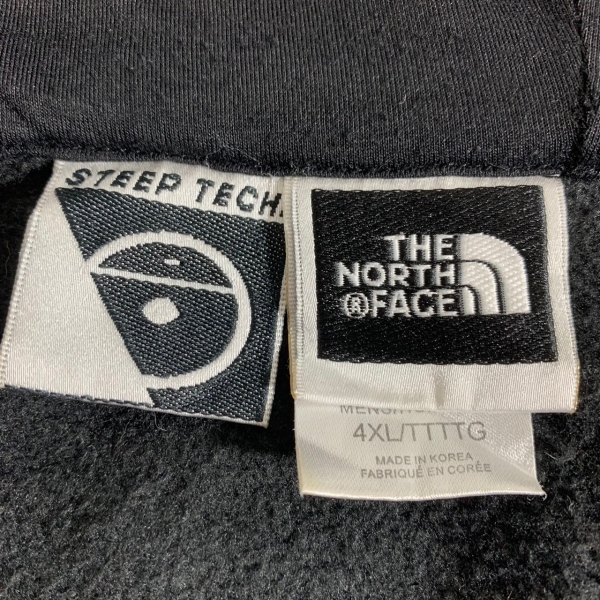 STEEP TECH
THE
NORTH
®FACE
4XL/TTTTG
MADE IN KOREA
FABRIQUÉ EN CORÉE